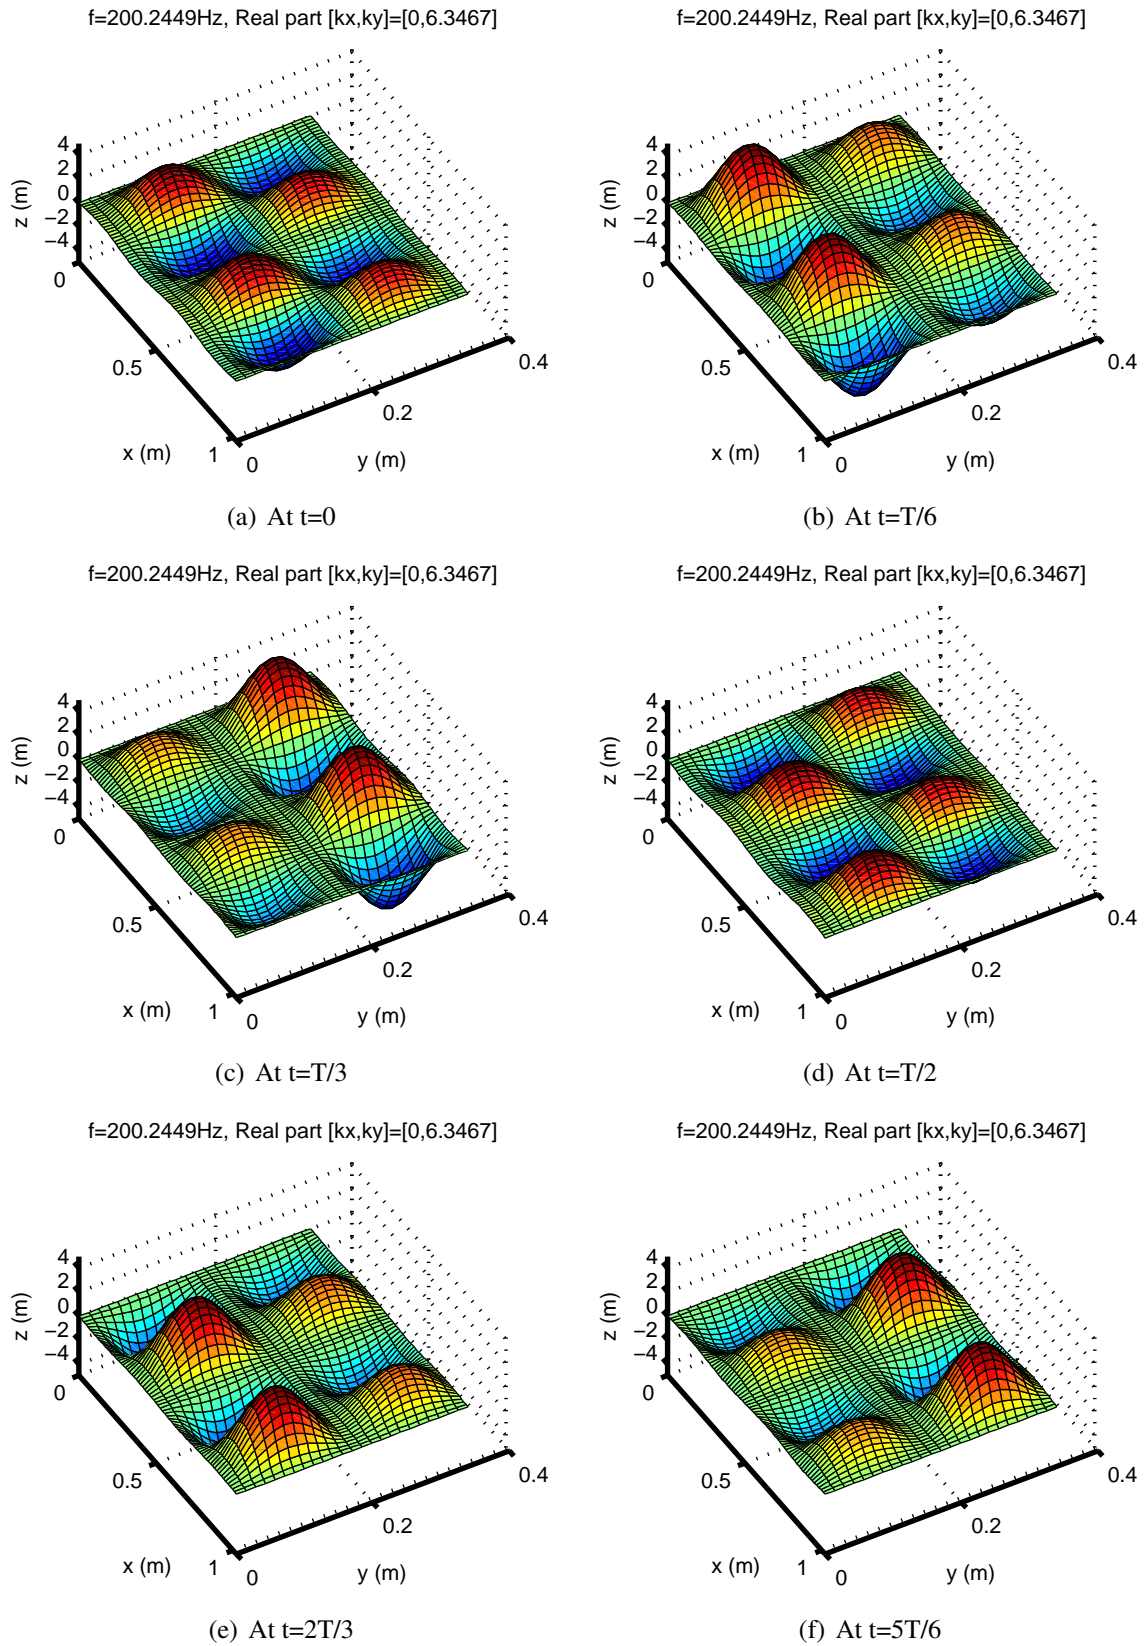 f=200.2449Hz, Real part [kx,ky]=[0,6.3467]
4
2
0
−2
−4
z (m)
0
0.5
1
x (m)
0
0.2
0.4
y (m)
(a) At t=0
f=200.2449Hz, Real part [kx,ky]=[0,6.3467]
4
2
0
−2
−4
z (m)
0
0.5
1
x (m)
0
0.2
0.4
y (m)
(b) At t=T/6
f=200.2449Hz, Real part [kx,ky]=[0,6.3467]
4
2
0
−2
−4
z (m)
0
0.5
1
x (m)
0
0.2
0.4
y (m)
(c) At t=T/3
f=200.2449Hz, Real part [kx,ky]=[0,6.3467]
4
2
0
−2
−4
z (m)
0
0.5
1
x (m)
0
0.2
0.4
y (m)
(d) At t=T/2
f=200.2449Hz, Real part [kx,ky]=[0,6.3467]
4
2
0
−2
−4
z (m)
0
0.5
1
x (m)
0
0.2
0.4
y (m)
(e) At t=2T/3
f=200.2449Hz, Real part [kx,ky]=[0,6.3467]
4
2
0
−2
−4
z (m)
0
0.5
1
x (m)
0
0.2
0.4
y (m)
(f) At t=5T/6